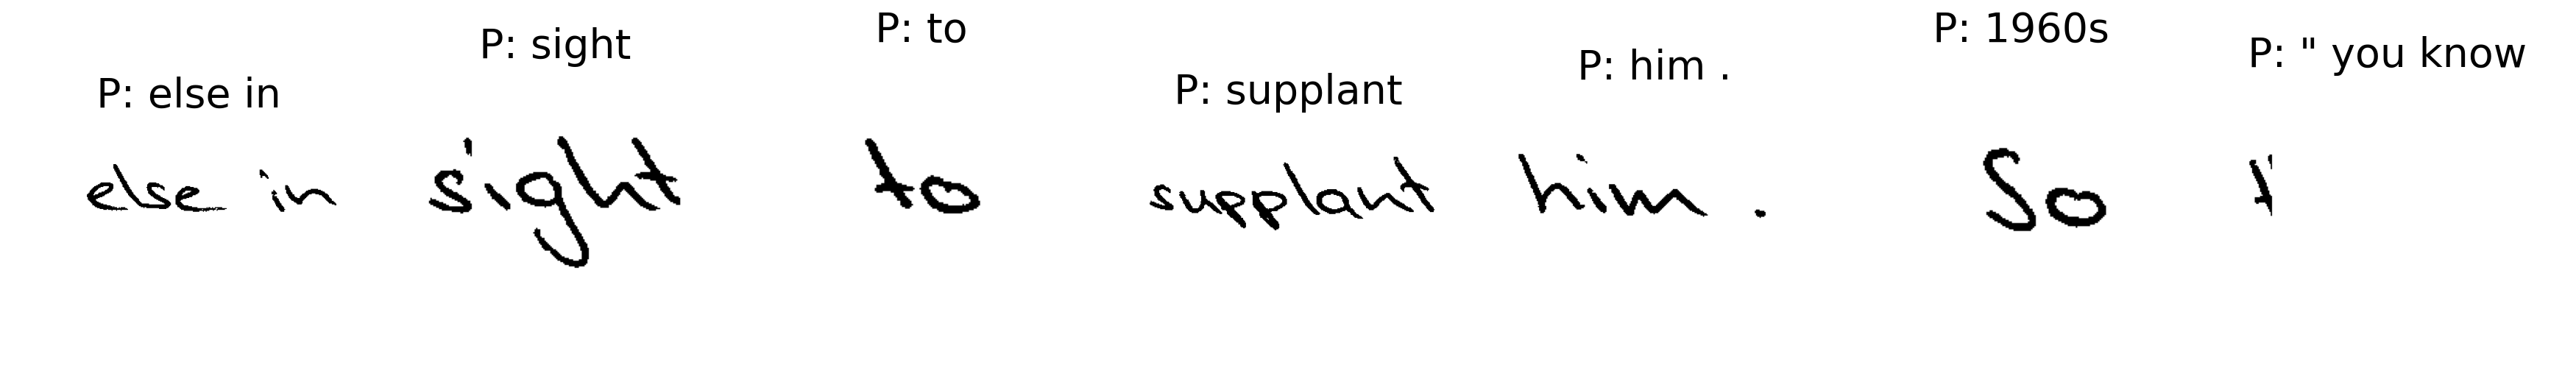 P: else in P: sight P: to P: supplant P: him . P: 1960s P: " you know
else in sight to supplant him . So